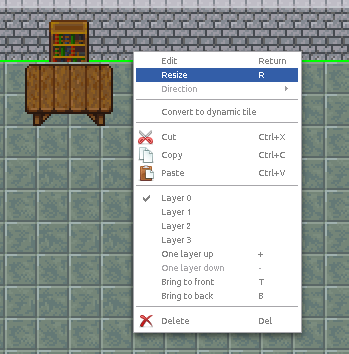 Edit Return
Resize R
Direction
Convert to dynamic tile
Cut Ctrl+X
Copy Ctrl+C
Paste Ctrl+V
Layer 0
Layer 1
Layer 2
Layer 3
One layer up +
One layer down -
Bring to front T
Bring to back B
Delete Del